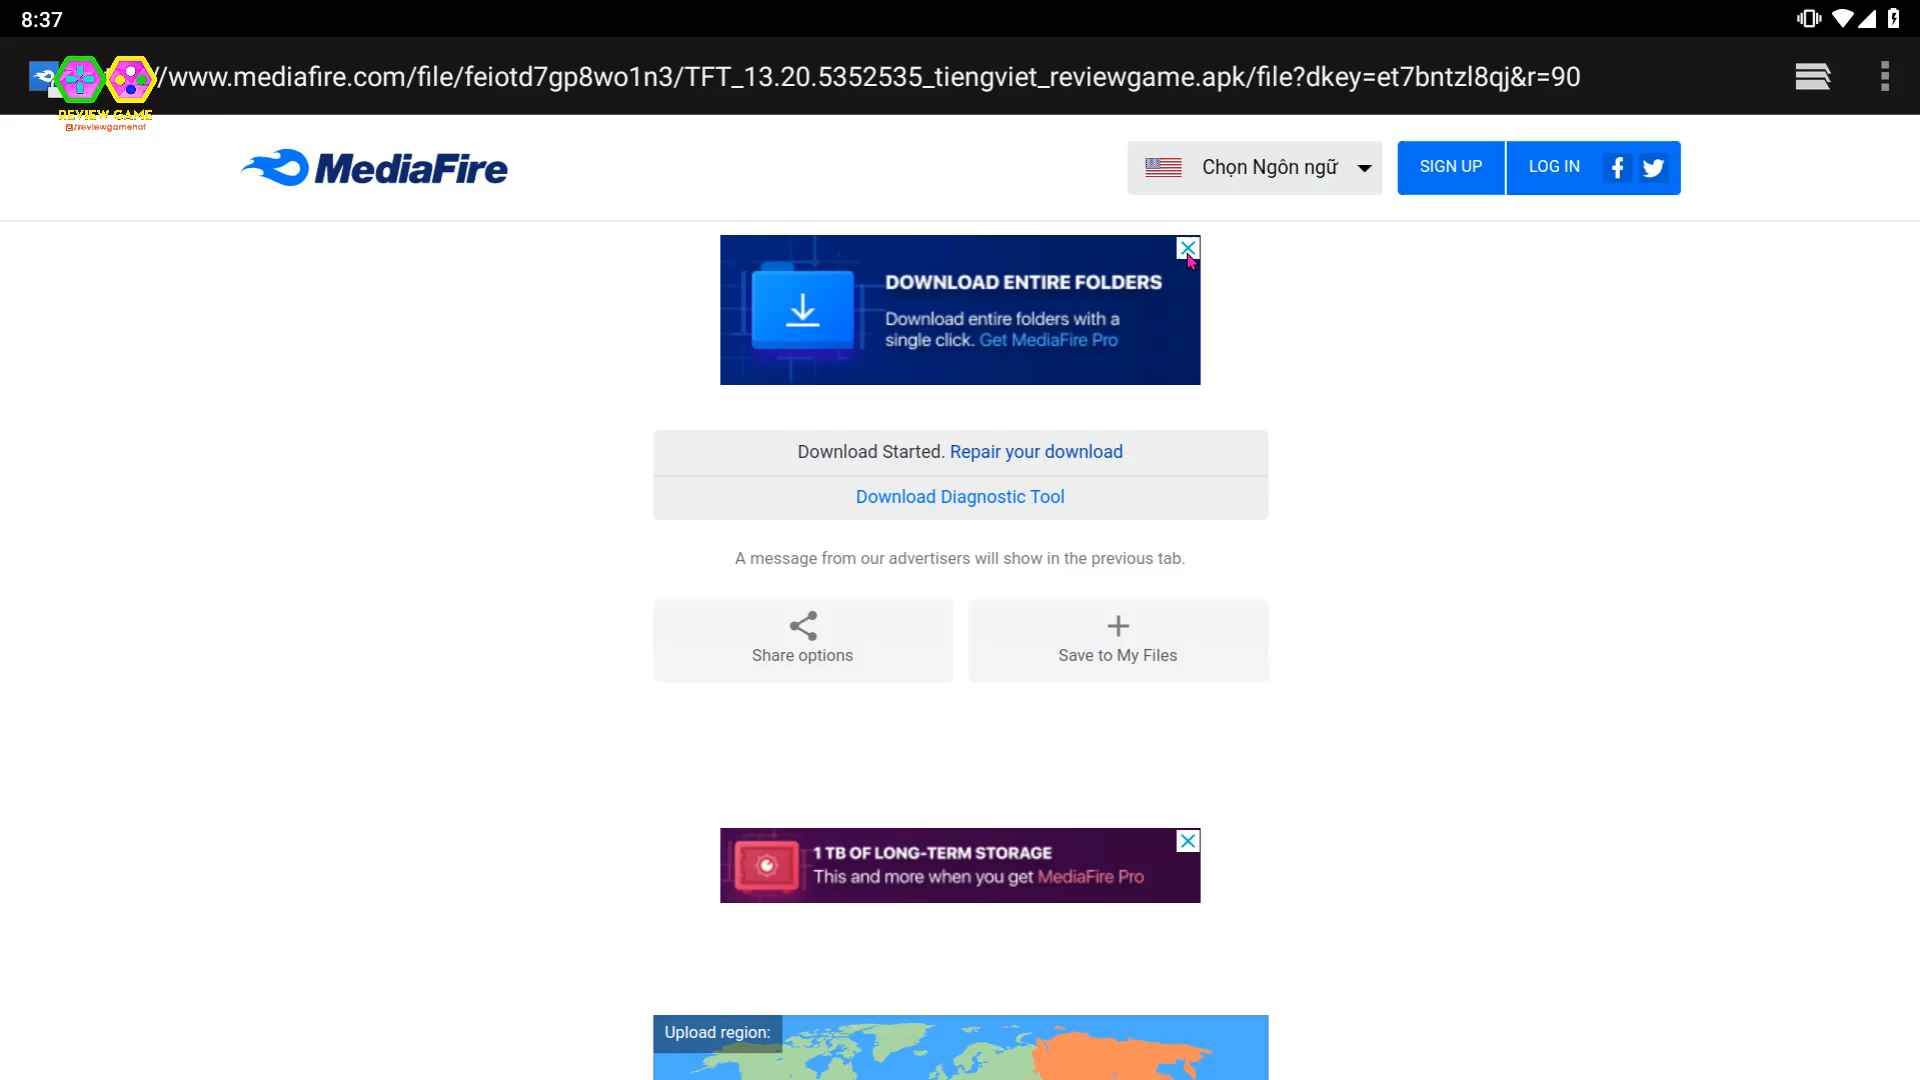 8:37
//www.mediafire.com/file/feiotd7gp8wo1n3/TFT_13.20.5352535_tiengviet_reviewgame.apk/file?dkey=et7bntzl8qj&r=90
REVIEW GAME
/reviewgamehot
MediaFire
Chọn Ngôn ngữ
SIGN UP
LOG IN
DOWNLOAD ENTIRE FOLDERS
Download entire folders with a
single click. Get MediaFire Pro
Download Started. Repair your download
Download Diagnostic Tool
A message from our advertisers will show in the previous tab.
Share options
Save to My Files
1 TB OF LONG-TERM STORAGE
This and more when you get MediaFire Pro
Upload region: